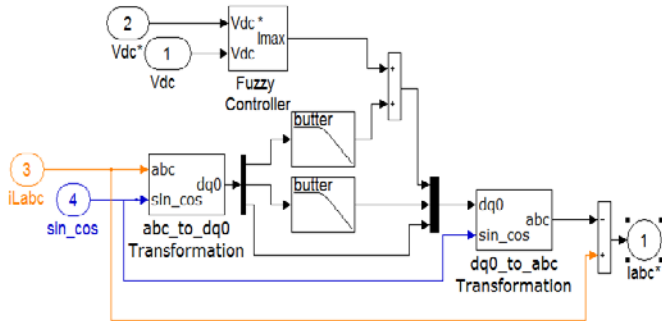 2
Vdc*
1
Vdc
Vdc *
Imax
Vdc
Fuzzy
Controller
+
+
butter
butter
3
iLabc
4
sin_cos
abc
dq0
sin_cos
abc_to_dq0
Transformation
dq0
abc
sin_cos
dq0_to_abc
Transformation
-
+
1
Iabc*